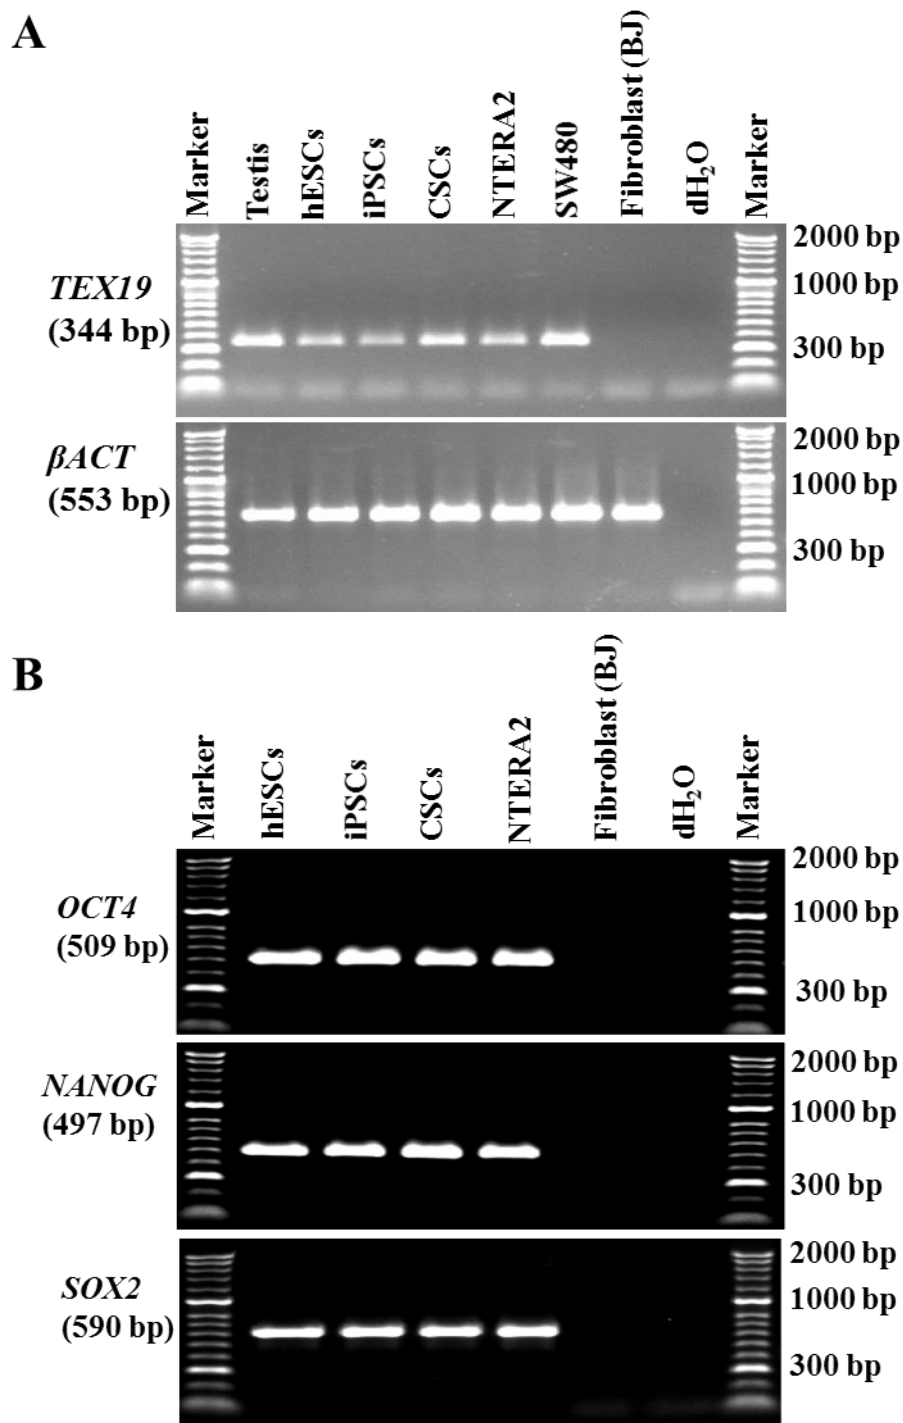 A
Marker
Testis
hESCs
iPSCs
CSCs
NTERA2
SW480
Fibroblast (BJ)
dH₂O
Marker
TEX19
(344 bp)
2000 bp
1000 bp
300 bp
βACT
(553 bp)
2000 bp
1000 bp
300 bp
B
Marker
hESCs
iPSCs
CSCs
NTERA2
Fibroblast (BJ)
dH₂O
Marker
OCT4
(509 bp)
2000 bp
1000 bp
300 bp
NANOG
(497 bp)
2000 bp
1000 bp
300 bp
SOX2
(590 bp)
2000 bp
1000 bp
300 bp